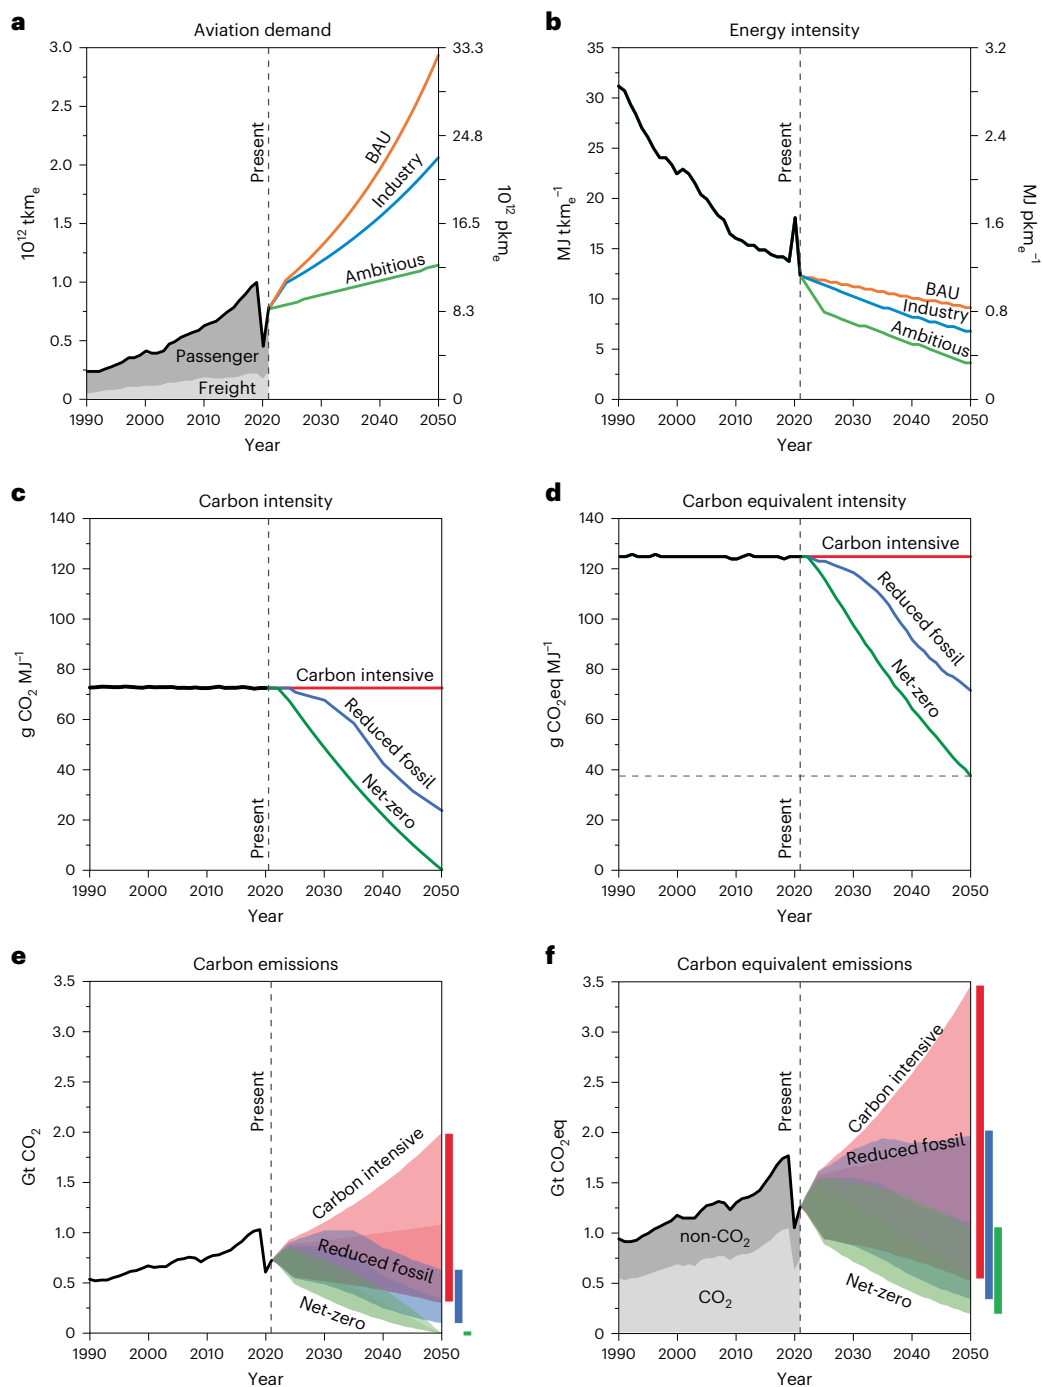 a
Aviation demand
3.0
2.5
2.0
1.5
1.0
0.5
0
33.3
24.8
16.5
8.3
0
10¹² tkmₑ
10¹² pkmₑ
Present
BAU
Industry
Ambitious
Passenger
Freight
1990 2000 2010 2020 2030 2040 2050
Year
b
Energy intensity
35
30
25
20
15
10
5
0
3.2
2.4
1.6
0.8
0
MJ tkmₑ⁻¹
MJ pkmₑ⁻¹
Present
BAU
Industry
Ambitious
1990 2000 2010 2020 2030 2040 2050
Year
c
Carbon intensity
140
120
100
80
60
40
20
0
g CO₂ MJ⁻¹
Present
Carbon intensive
Reduced fossil
Net-zero
1990 2000 2010 2020 2030 2040 2050
Year
d
Carbon equivalent intensity
140
120
100
80
60
40
20
0
g CO₂eq MJ⁻¹
Present
Carbon intensive
Reduced fossil
Net-zero
1990 2000 2010 2020 2030 2040 2050
Year
e
Carbon emissions
3.5
3.0
2.5
2.0
1.5
1.0
0.5
0
Gt CO₂
Present
Carbon intensive
Reduced fossil
Net-zero
1990 2000 2010 2020 2030 2040 2050
Year
f
Carbon equivalent emissions
3.5
3.0
2.5
2.0
1.5
1.0
0.5
0
Gt CO₂eq
Present
Carbon intensive
Reduced fossil
Net-zero
non-CO₂
CO₂
1990 2000 2010 2020 2030 2040 2050
Year